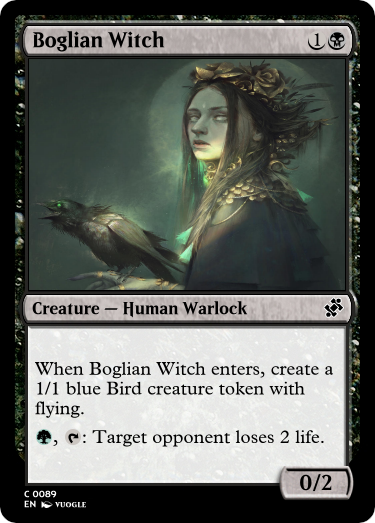 Boglian Witch 1
Creature — Human Warlock
When Boglian Witch enters, create a
1/1 blue Bird creature token with
flying.
, : Target opponent loses 2 life.
0/2
C 0089
EN VUOGLE